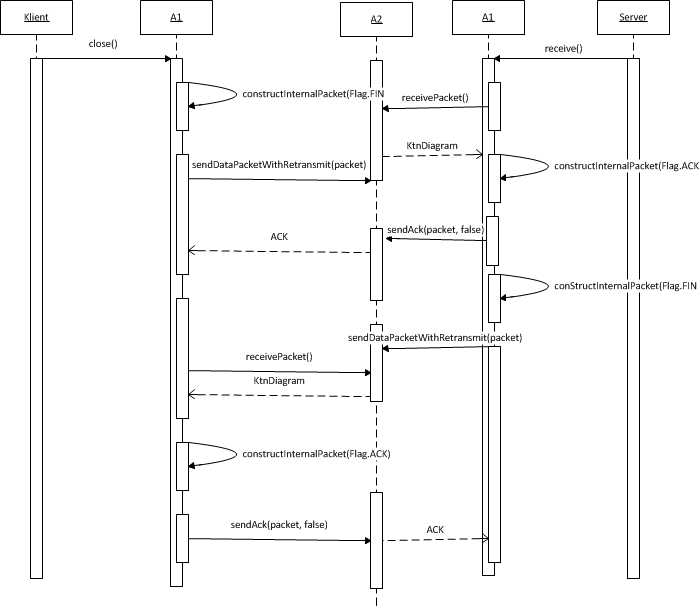 Klient
A1
A2
A1
Server
close()
receive()
constructInternalPacket(Flag.FIN
receivePacket()
KtnDiagram
sendDataPacketWithRetransmit(packet)
constructInternalPacket(Flag.ACK
sendAck(packet, false)
ACK
conStructInternalPacket(Flag.FIN
sendDataPacketWithRetransmit(packet)
receivePacket()
KtnDiagram
constructInternalPacket(Flag.ACK)
sendAck(packet, false)
ACK